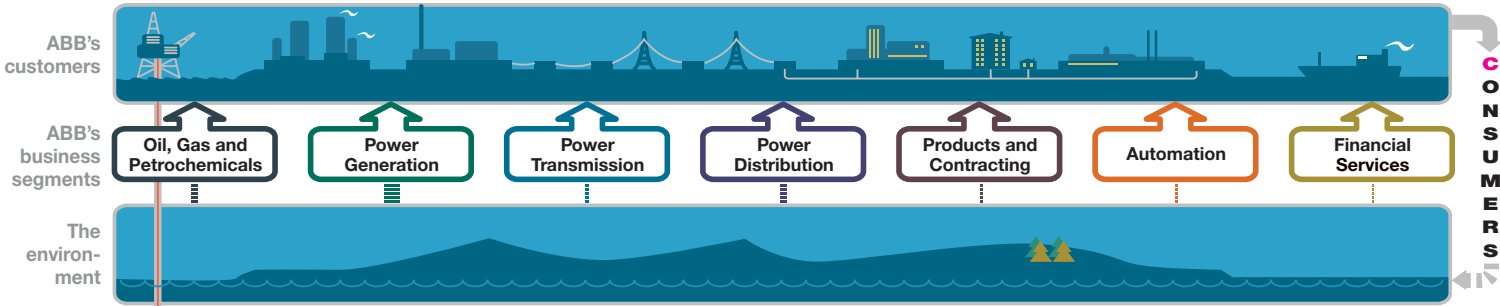 ABB's
customers
ABB's
business
segments
Oil, Gas and
Petrochemicals
Power
Generation
Power
Transmission
Power
Distribution
Products and
Contracting
Automation
Financial
Services
The
environ-
ment
CONSUMERS